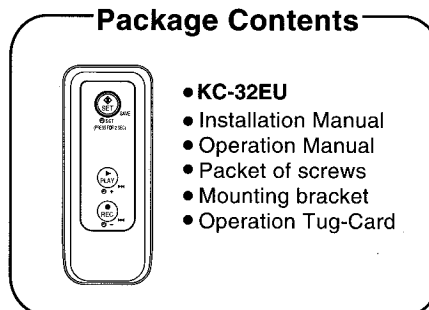 Package Contents
SET
SAVE
SET
(PRESS FOR 2 SEC)
PLAY
+
REC
−
• KC-32EU
• Installation Manual
• Operation Manual
• Packet of screws
• Mounting bracket
• Operation Tug-Card